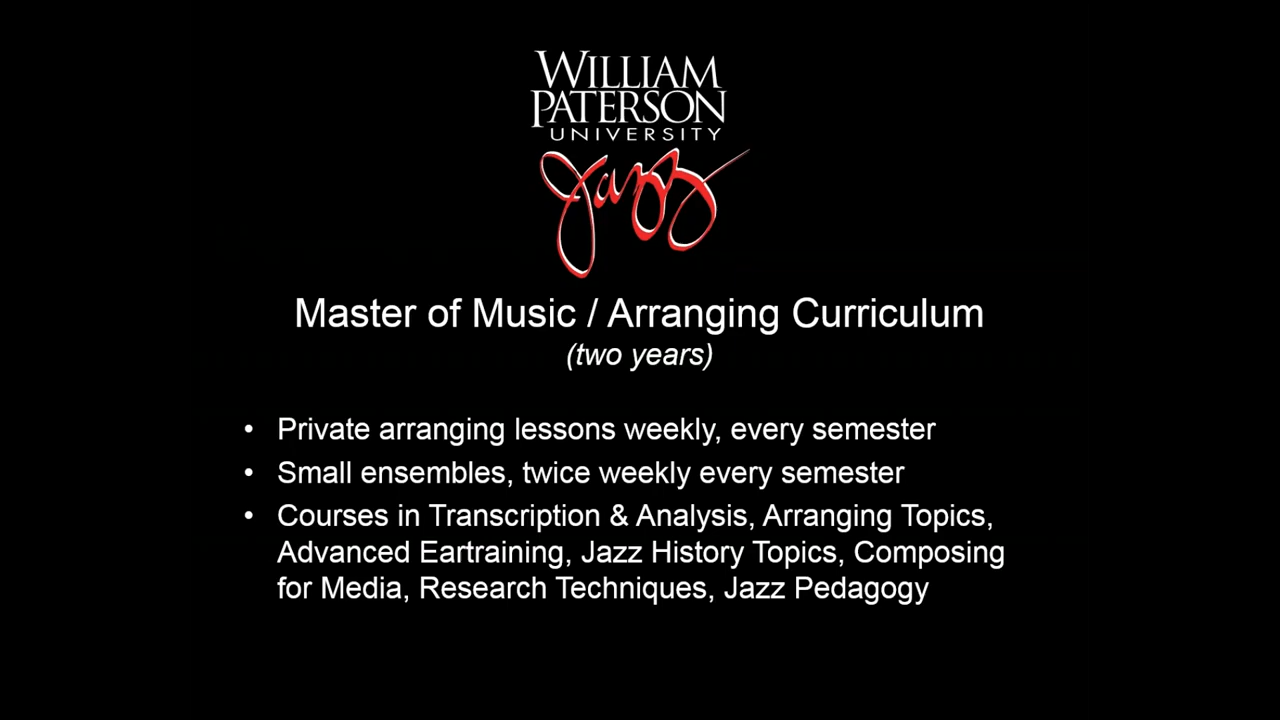 WILLIAM
PATERSON
UNIVERSITY
Jazz
Master of Music / Arranging Curriculum
(two years)
• Private arranging lessons weekly, every semester
• Small ensembles, twice weekly every semester
• Courses in Transcription & Analysis, Arranging Topics,
Advanced Eartraining, Jazz History Topics, Composing
for Media, Research Techniques, Jazz Pedagogy